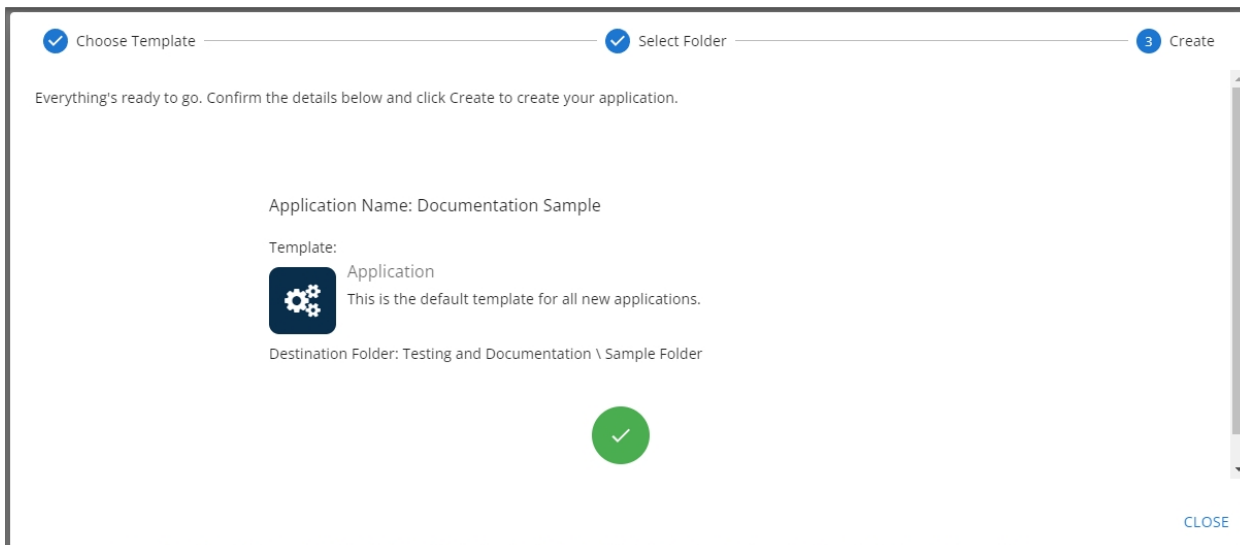 Choose Template
Select Folder
3 Create
Everything's ready to go. Confirm the details below and click Create to create your application.
Application Name: Documentation Sample
Template:
Application
This is the default template for all new applications.
Destination Folder: Testing and Documentation \ Sample Folder
CLOSE